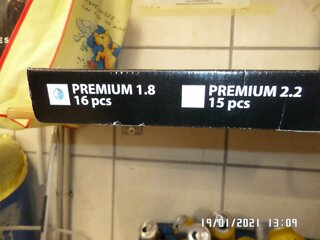 PREMIUM 1.8
16 pcs
PREMIUM 2.2
15 pcs
19/01/2021 13:09